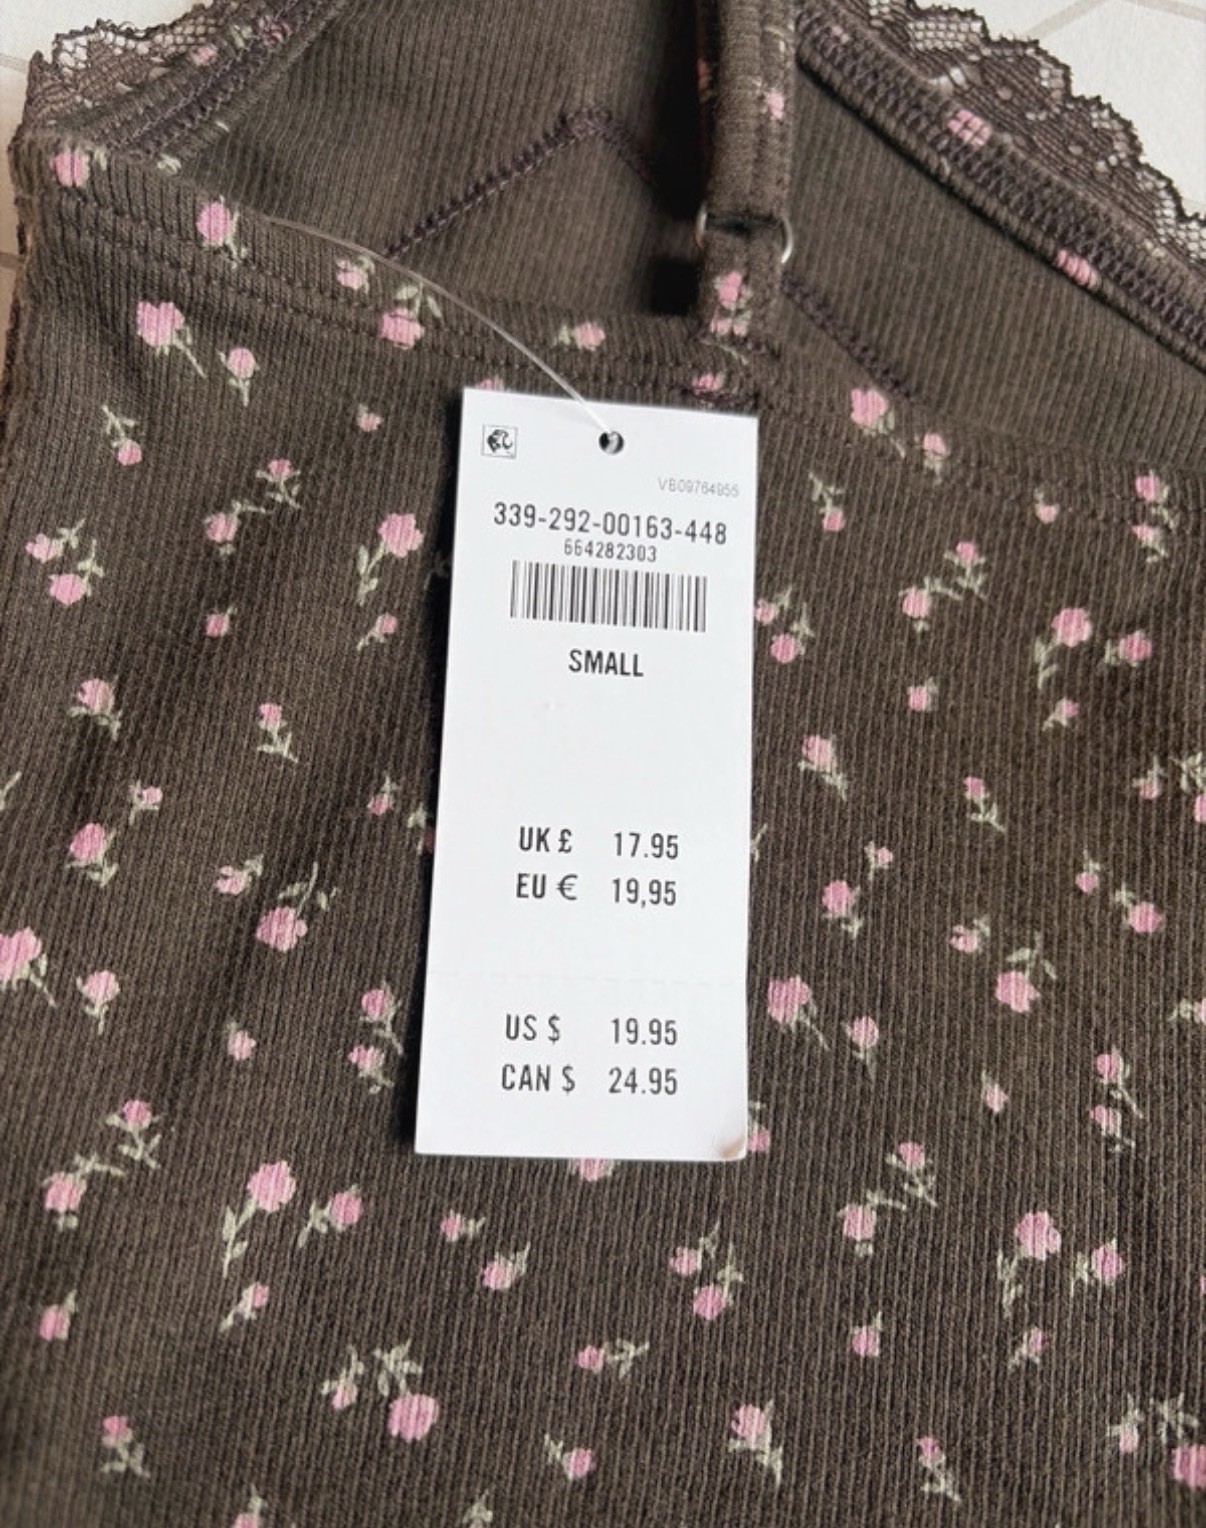 VB09764955
339-292-00163-448
664282303
SMALL
UK £ 17.95
EU € 19,95
US $ 19.95
CAN $ 24.95